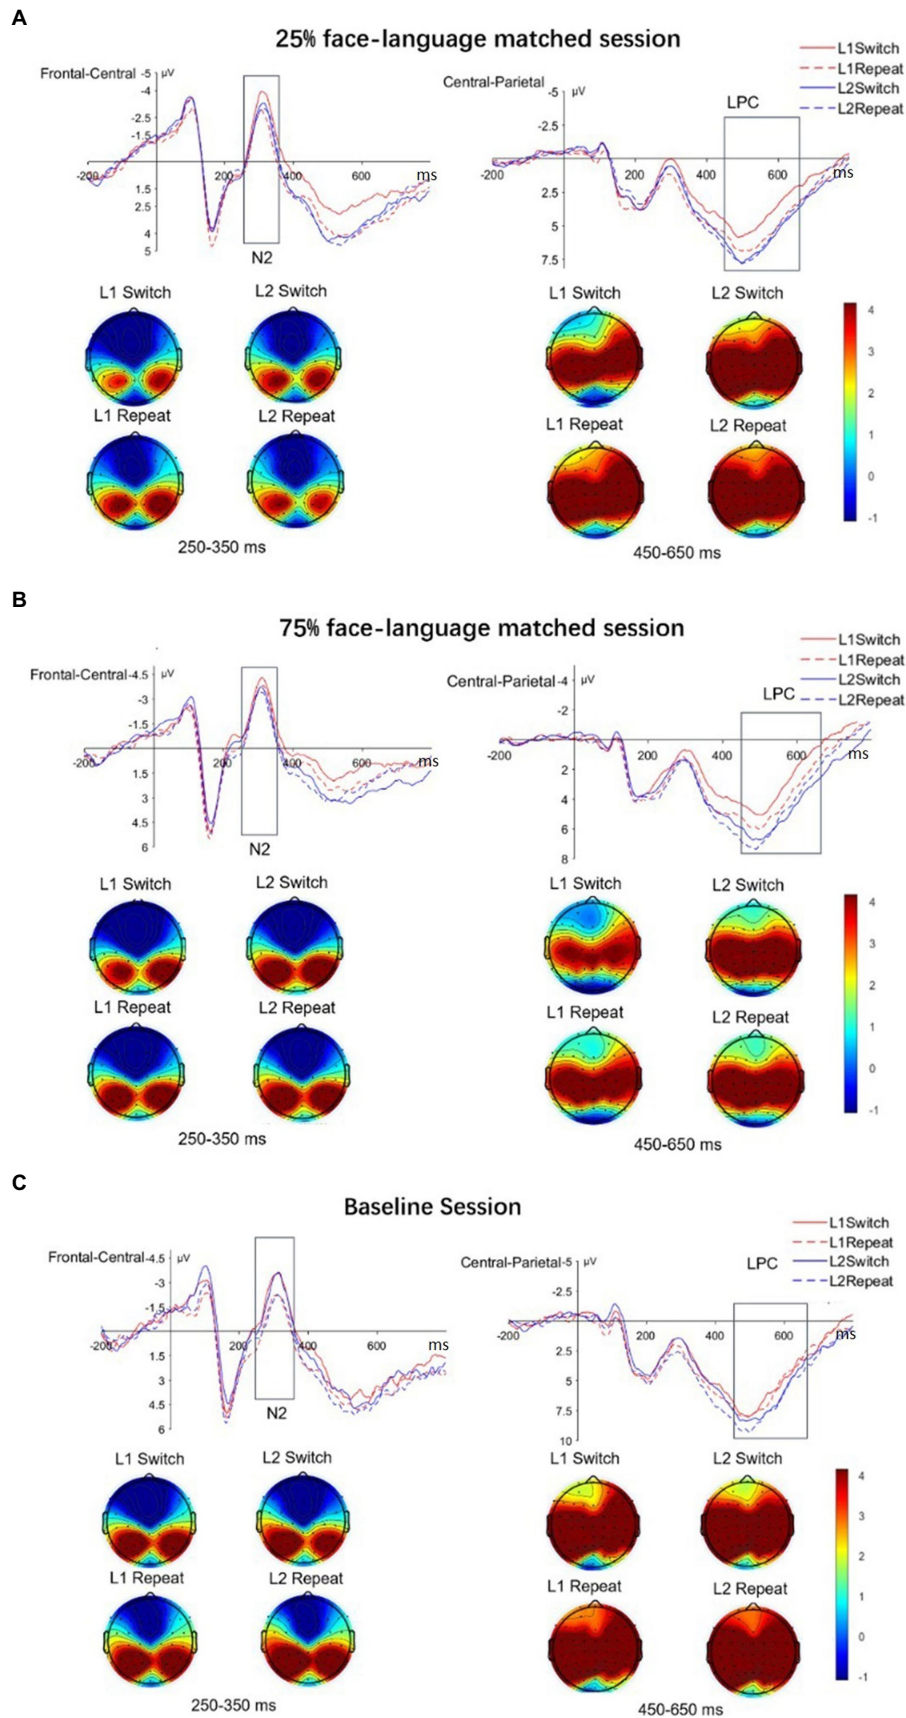 A
25% face-language matched session
Frontal-Central -5 μV
-4
-2.5
-1.5
-200 200 400 600 ms
1.5
2.5
4
5
N2
Central-Parietal
-5 μV
-2.5
-200 200 400 600 ms
2.5
5
7.5
LPC
L1Switch
L1Repeat
L2Switch
L2Repeat
L1 Switch L2 Switch
L1 Repeat L2 Repeat
250-350 ms
L1 Switch L2 Switch
L1 Repeat L2 Repeat
450-650 ms
4
3
2
1
0
-1
B
75% face-language matched session
Frontal-Central -4.5 μV
-3
-1.5
-200 200 400 600 ms
1.5
3
4.5
6
N2
Central-Parietal -4 μV
-2
-200 200 400 600 ms
2
4
6
8
LPC
L1Switch
L1Repeat
L2Switch
L2Repeat
L1 Switch L2 Switch
L1 Repeat L2 Repeat
250-350 ms
L1 Switch L2 Switch
L1 Repeat L2 Repeat
450-650 ms
4
3
2
1
0
-1
C
Baseline Session
Frontal-Central -4.5 μV
-3
-1.5
-200 200 400 600 ms
1.5
3
4.5
6
N2
Central-Parietal -5 μV
-2.5
-200 200 400 600 ms
2.5
5
7.5
10
LPC
L1Switch
L1Repeat
L2Switch
L2Repeat
L1 Switch L2 Switch
L1 Repeat L2 Repeat
250-350 ms
L1 Switch L2 Switch
L1 Repeat L2 Repeat
450-650 ms
4
3
2
1
0
-1